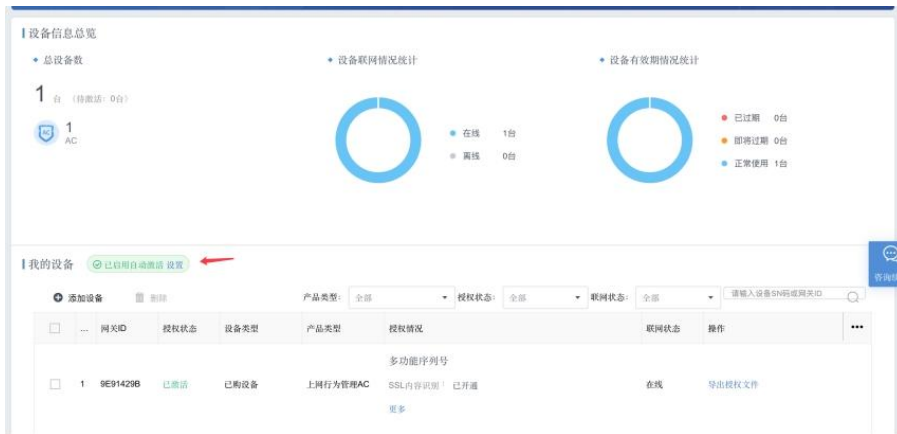 设备信息总览
总设备数
设备联网情况统计
设备有效期情况统计
1 台 （待激活：0台）
AC
1
AC
在线 1台
离线 0台
已过期 0台
即将过期 0台
正常使用 1台
我的设备 已启用自动激活 设置
咨询
添加设备 删除 产品类型： 全部 授权状态： 全部 联网状态： 全部 请输入设备SN码或网关ID
... 网关ID 授权状态 设备类型 产品类型 授权情况 联网状态 操作 •••
多功能序列号
1 9E91429B 已激活 已购设备 上网行为管理AC SSL内容识别 已开通 在线 导出授权文件
更多